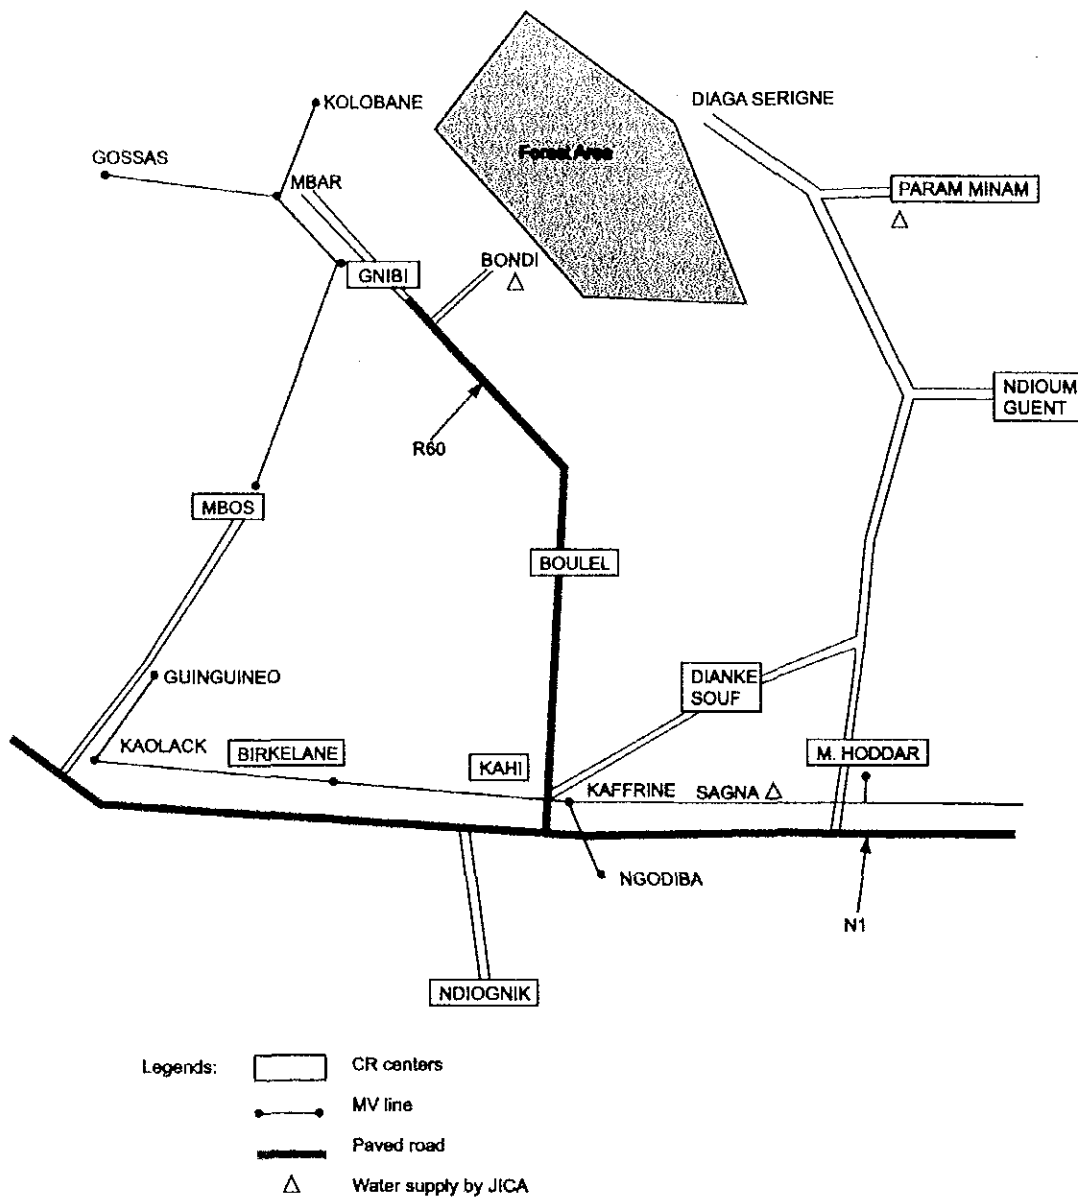 KOLOBANE
DIAGA SERIGNE
GOSSAS
Forest Area
MBAR
PARAM MINAM
BONDI
GNIBI
NDIOUM
GUENT
R60
MBOS
BOULEL
GUINGUINEO
DIANKE
SOUF
KAOLACK
BIRKELANE
KAHI
M. HODDAR
KAFFRINE
SAGNA
NGODIBA
N1
NDIOGNIK
Legends:
CR centers
MV line
Paved road
Water supply by JICA